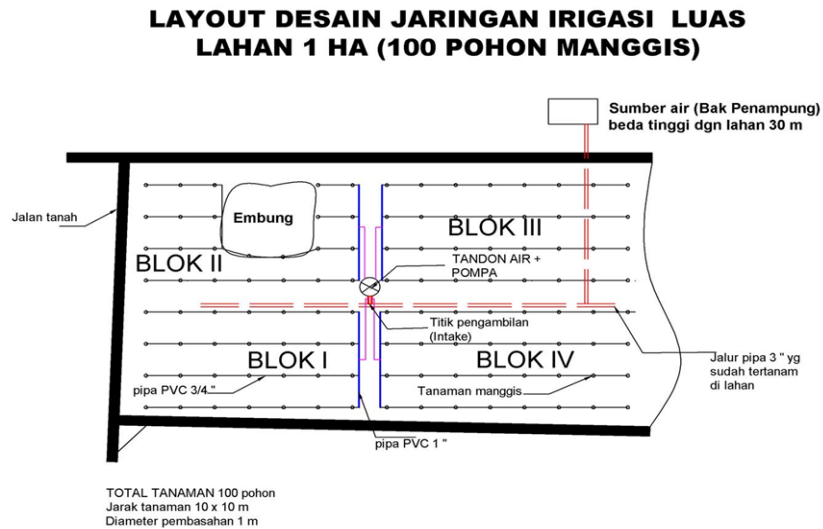 LAYOUT DESAIN JARINGAN IRIGASI LUAS
LAHAN 1 HA (100 POHON MANGGIS)
Sumber air (Bak Penampung)
beda tinggi dgn lahan 30 m
Jalan tanah
Embung
BLOK III
BLOK II
TANDON AIR +
POMPA
Titik pengambilan
(Intake)
BLOK I
BLOK IV
Jalur pipa 3 " yg
sudah tertanam
di lahan
pipa PVC 3/4 "
Tanaman manggis
pipa PVC 1 "
TOTAL TANAMAN 100 pohon
Jarak tanaman 10 x 10 m
Diameter pembasahan 1 m